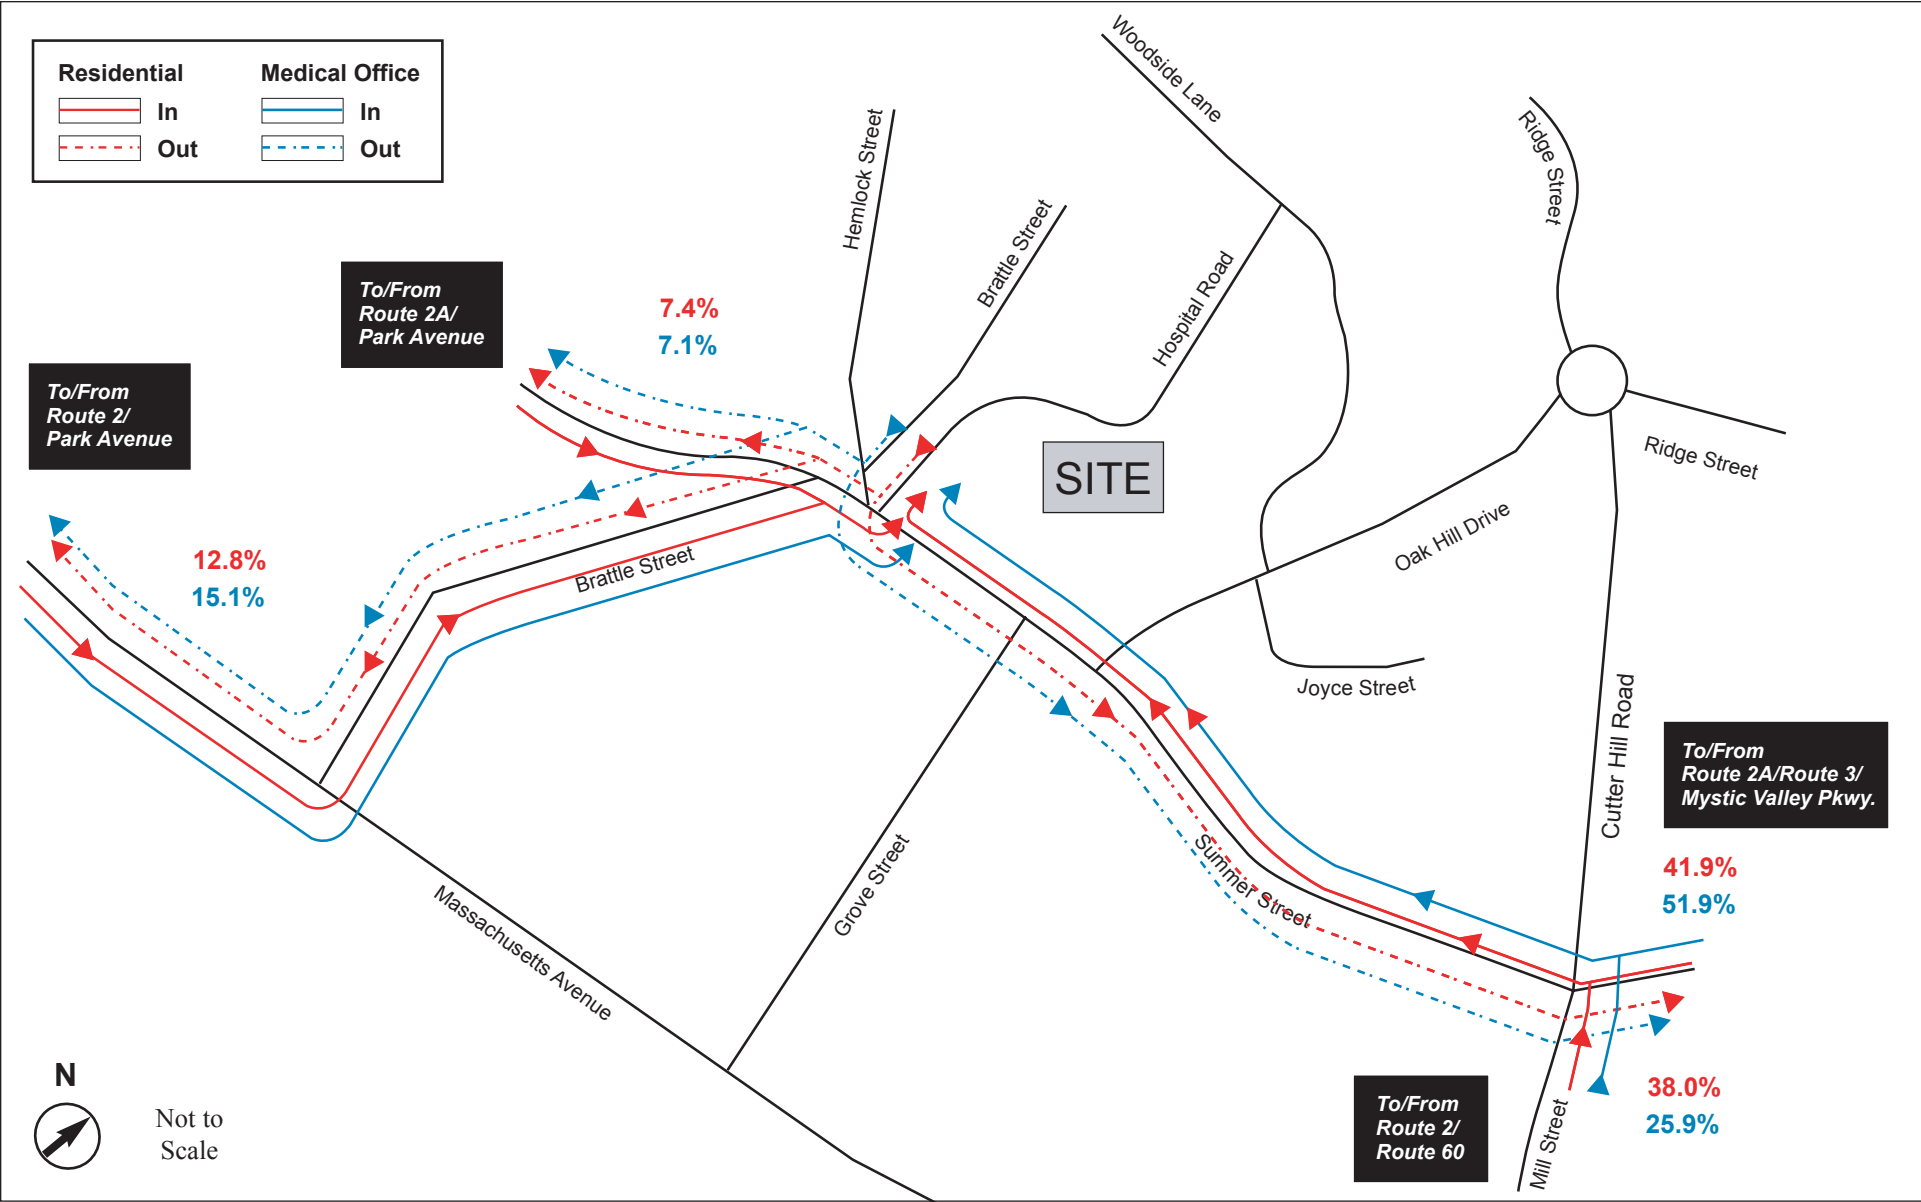 Residential
Medical Office
In
In
Out
Out
Woodside Lane
Ridge Street
Hemlock Street
Brattle Street
Hospital Road
To/From
Route 2A/
Park Avenue
7.4%
7.1%
To/From
Route 2/
Park Avenue
SITE
Ridge Street
Oak Hill Drive
12.8%
15.1%
Brattle Street
Joyce Street
Cutter Hill Road
To/From
Route 2A/Route 3/
Mystic Valley Pkwy.
41.9%
51.9%
Summer Street
Grove Street
Massachusetts Avenue
N
Not to
Scale
To/From
Route 2/
Route 60
38.0%
25.9%
Mill Street